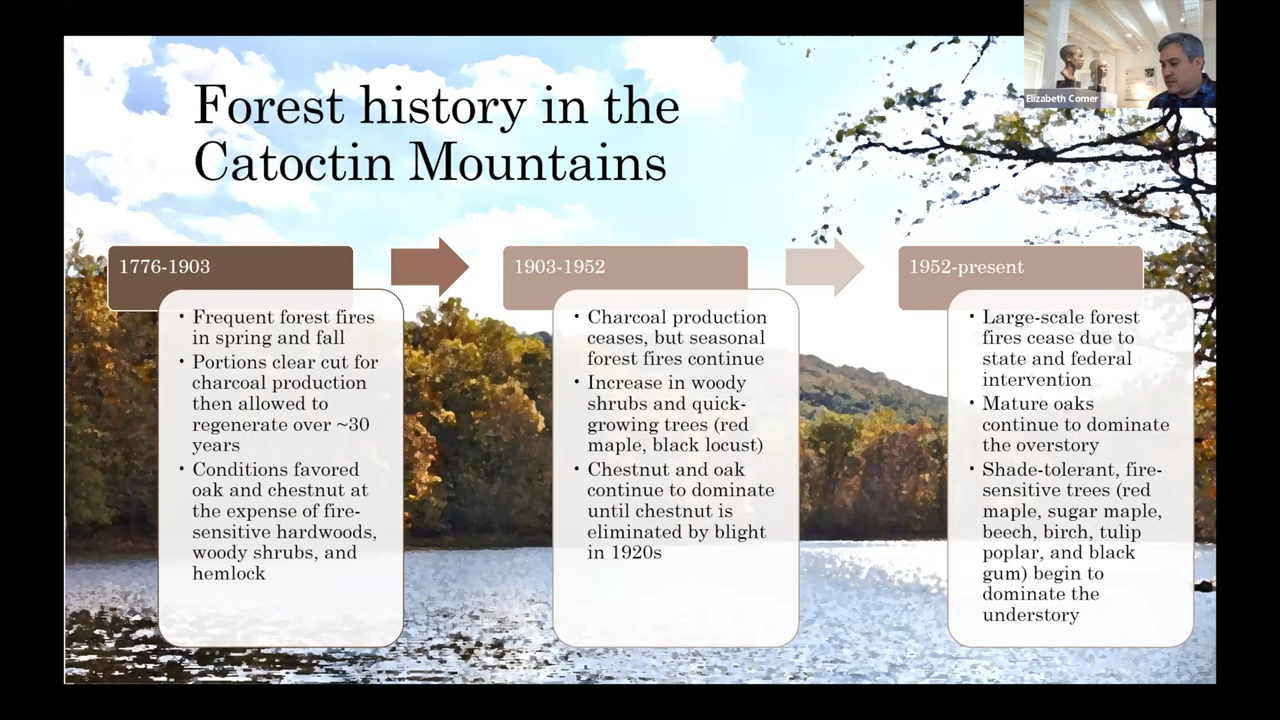 Elizabeth Comer
Forest history in the
Catoctin Mountains
1776-1903
• Frequent forest fires
in spring and fall
• Portions clear cut for
charcoal production
then allowed to
regenerate over ~30
years
• Conditions favored
oak and chestnut at
the expense of fire-
sensitive hardwoods,
woody shrubs, and
hemlock
1903-1952
• Charcoal production
ceases, but seasonal
forest fires continue
• Increase in woody
shrubs and quick-
growing trees (red
maple, black locust)
• Chestnut and oak
continue to dominate
until chestnut is
eliminated by blight
in 1920s
1952-present
• Large-scale forest
fires cease due to
state and federal
intervention
• Mature oaks
continue to dominate
the overstory
• Shade-tolerant, fire-
sensitive trees (red
maple, sugar maple,
beech, birch, tulip
poplar, and black
gum) begin to
dominate the
understory